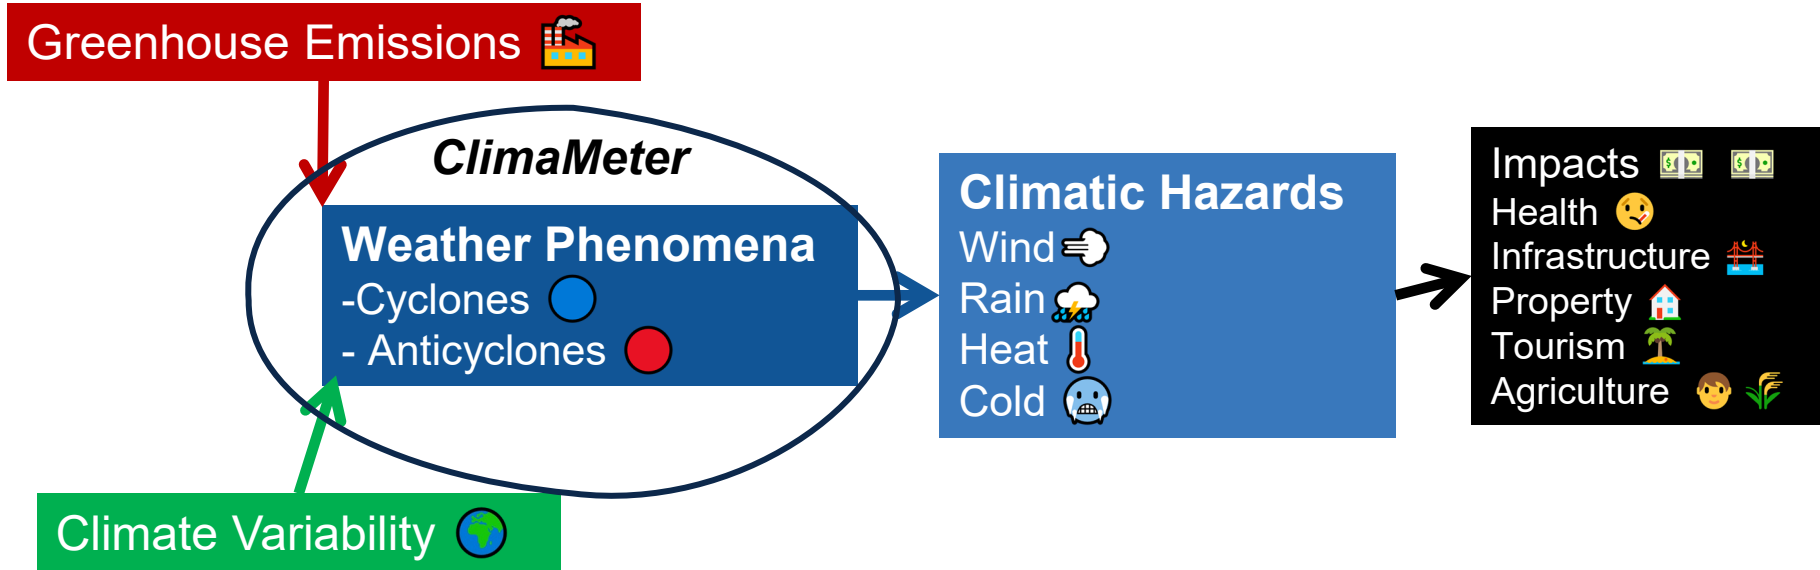 Greenhouse Emissions
ClimaMeter
Weather Phenomena
-Cyclones
- Anticyclones
Climate Variability
Climatic Hazards
Wind
Rain
Heat
Cold
Impacts
Health
Infrastructure
Property
Tourism
Agriculture